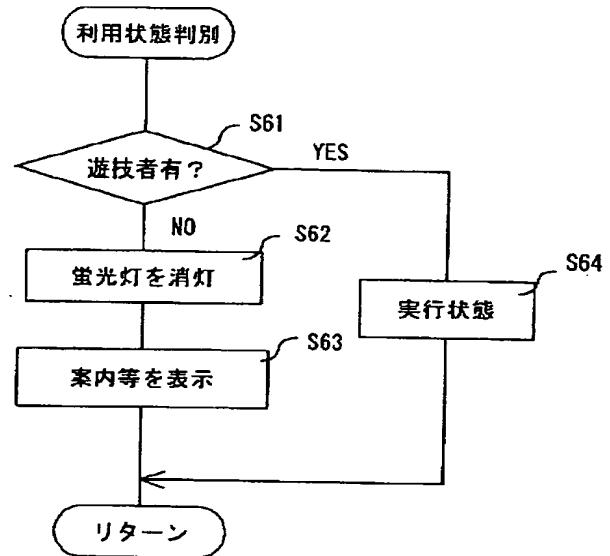 利用状態判別
S61
遊技者有?
YES
NO
S62
蛍光灯を消灯
S64
実行状態
S63
案内等を表示
リターン